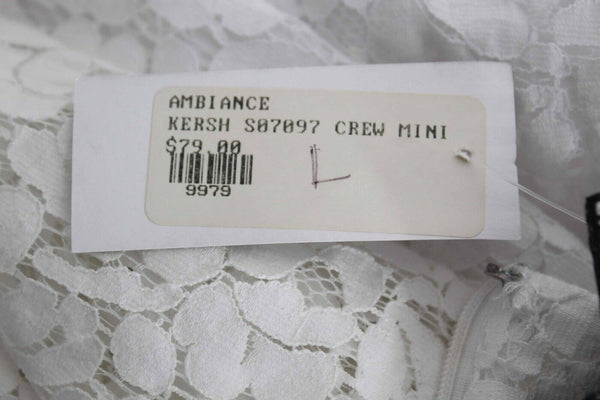 AMBIANCE
KERSH S07097 CREW MINI
$79.00
9979
L